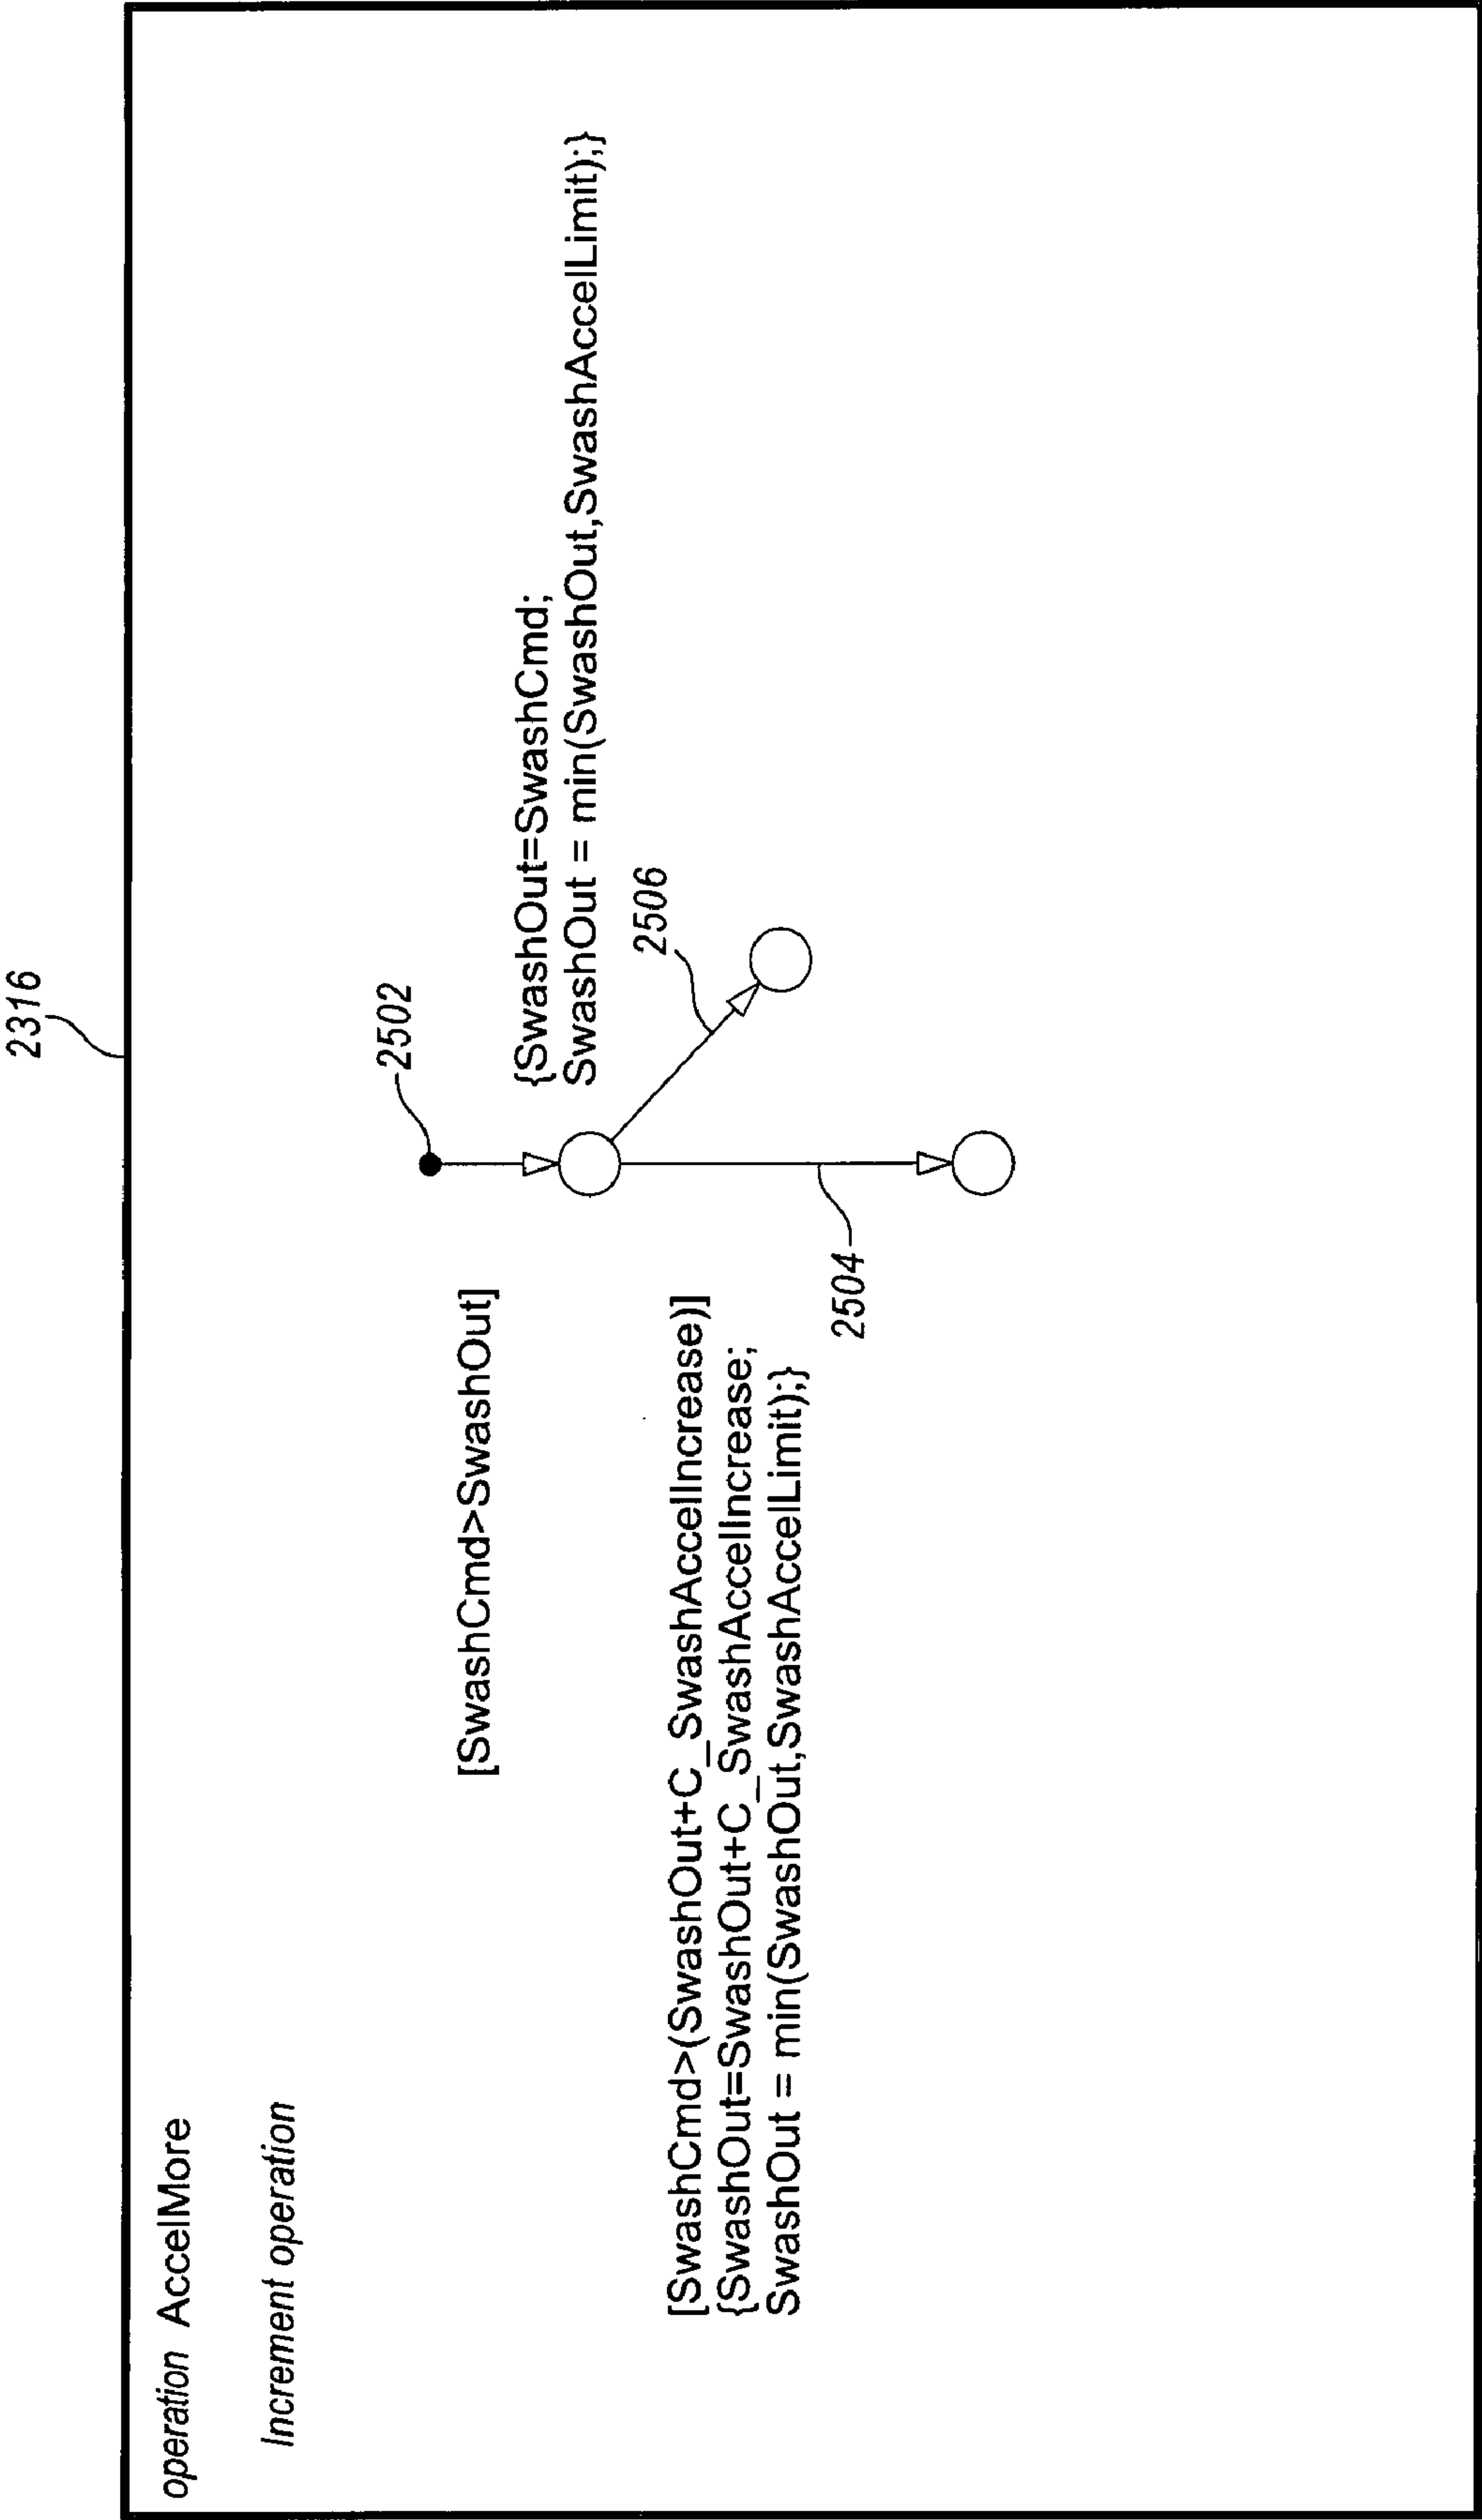 2316
operation AccelMore
Increment operation
2502
[SwashCmd>SwashOut]
{SwashOut=SwashCmd;
SwashOut = min(SwashOut,SwashAccelLimit);}
2506
[SwashCmd>(SwashOut+C_SwashAccelIncrease)]
{SwashOut=SwashOut+C_SwashAccelIncrease;
SwashOut = min(SwashOut,SwashAccelLimit);}
2504